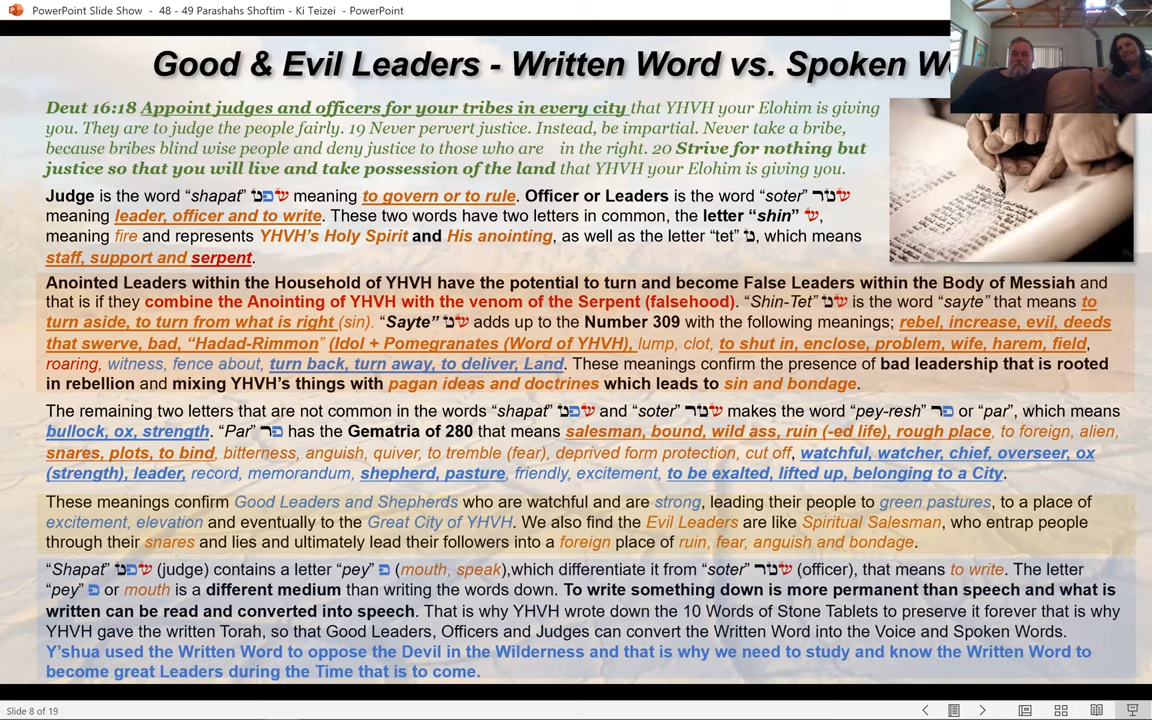 PowerPoint Slide Show - 48 - 49 Parashahs Shoftim - Ki Teizei - PowerPoint
Good & Evil Leaders - Written Word vs. Spoken
Deut 16:18 Appoint judges and officers for your tribes in every city that YHVH your Elohim is giving
you. They are to judge the people fairly. 19 Never pervert justice. Instead, be impartial. Never take a bribe,
because bribes blind wise people and deny justice to those who are in the right. 20 Strive for nothing but
justice so that you will live and take possession of the land that YHVH your Elohim is giving you.
Judge is the word “shapat” שפט meaning to govern or to rule. Officer or Leaders is the word “soter” שטר
meaning leader, officer and to write. These two words have two letters in common, the letter “shin” ש,
meaning fire and represents YHVH’s Holy Spirit and His anointing, as well as the letter “tet” ט, which means
staff, support and serpent.
Anointed Leaders within the Household of YHVH have the potential to turn and become False Leaders within the Body of Messiah and
that is if they combine the Anointing of YHVH with the venom of the Serpent (falsehood). “Shin-Tet” שט is the word “sayte” that means to
turn aside, to turn from what is right (sin). “Sayte” שט adds up to the Number 309 with the following meanings; rebel, increase, evil, deeds
that swerve, bad, “Hadad-Rimmon” (Idol + Pomegranates (Word of YHVH), lump, clot, to shut in, enclose, problem, wife, harem, field,
roaring, witness, fence about, turn back, turn away, to deliver, Land. These meanings confirm the presence of bad leadership that is rooted
in rebellion and mixing YHVH’s things with pagan ideas and doctrines which leads to sin and bondage.
The remaining two letters that are not common in the words “shapat” שפט and “soter” שטר makes the word “pey-resh” פר or “par”, which means
bullock, ox, strength. “Par” פר has the Gematria of 280 that means salesman, bound, wild ass, ruin (-ed life), rough place, to foreign, alien,
snares, plots, to bind, bitterness, anguish, quiver, to tremble (fear), deprived form protection, cut off, watchful, watcher, chief, overseer, ox
(strength), leader, record, memorandum, shepherd, pasture, friendly, excitement, to be exalted, lifted up, belonging to a City.
These meanings confirm Good Leaders and Shepherds who are watchful and are strong, leading their people to green pastures, to a place of
excitement, elevation and eventually to the Great City of YHVH. We also find the Evil Leaders are like Spiritual Salesman, who entrap people
through their snares and lies and ultimately lead their followers into a foreign place of ruin, fear, anguish and bondage.
“Shapat” שפט (judge) contains a letter “pey” פ (mouth, speak),which differentiate it from “soter” שטר (officer), that means to write. The letter
“pey” פ or mouth is a different medium than writing the words down. To write something down is more permanent than speech and what is
written can be read and converted into speech. That is why YHVH wrote down the 10 Words of Stone Tablets to preserve it forever that is why
YHVH gave the written Torah, so that Good Leaders, Officers and Judges can convert the Written Word into the Voice and Spoken Words.
Y’shua used the Written Word to oppose the Devil in the Wilderness and that is why we need to study and know the Written Word to
become great Leaders during the Time that is to come.
Slide 8 of 19